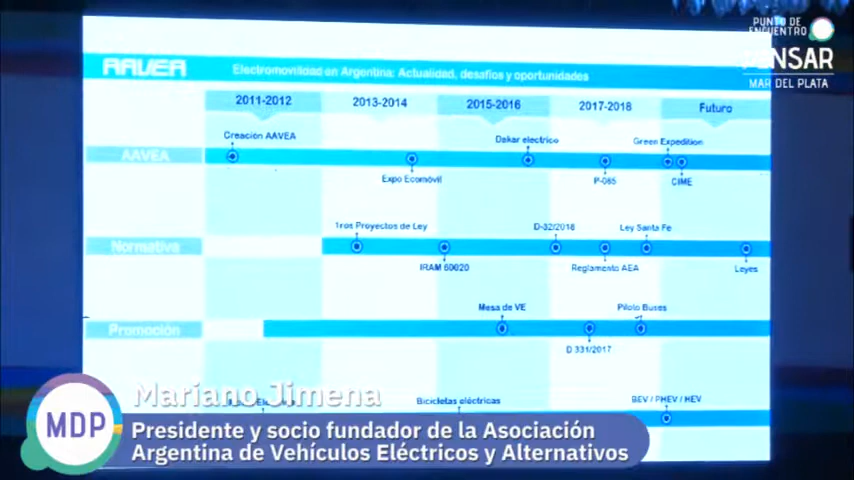 PUNTO DE
ENCUENTRO
PENSAR
MAR DEL PLATA
AAVEA
Electromovilidad en Argentina: Actualidad, desafíos y oportunidades
2011-2012
2013-2014
2015-2016
2017-2018
Futuro
Creación AAVEA
Dakar electrico
Green Expedition
AAVEA
Expo Ecomóvil
P-085
CIME
1ros Proyectos de Ley
D-32/2018
Ley Santa Fe
Normativa
IRAM 60020
Reglamento AEA
Leyes
Mesa de VE
Piloto Buses
Promoción
D 331/2017
Bicicletas eléctricas
BEV / PHEV / HEV
MDP
Mariano Jimena
Presidente y socio fundador de la Asociación
Argentina de Vehículos Eléctricos y Alternativos